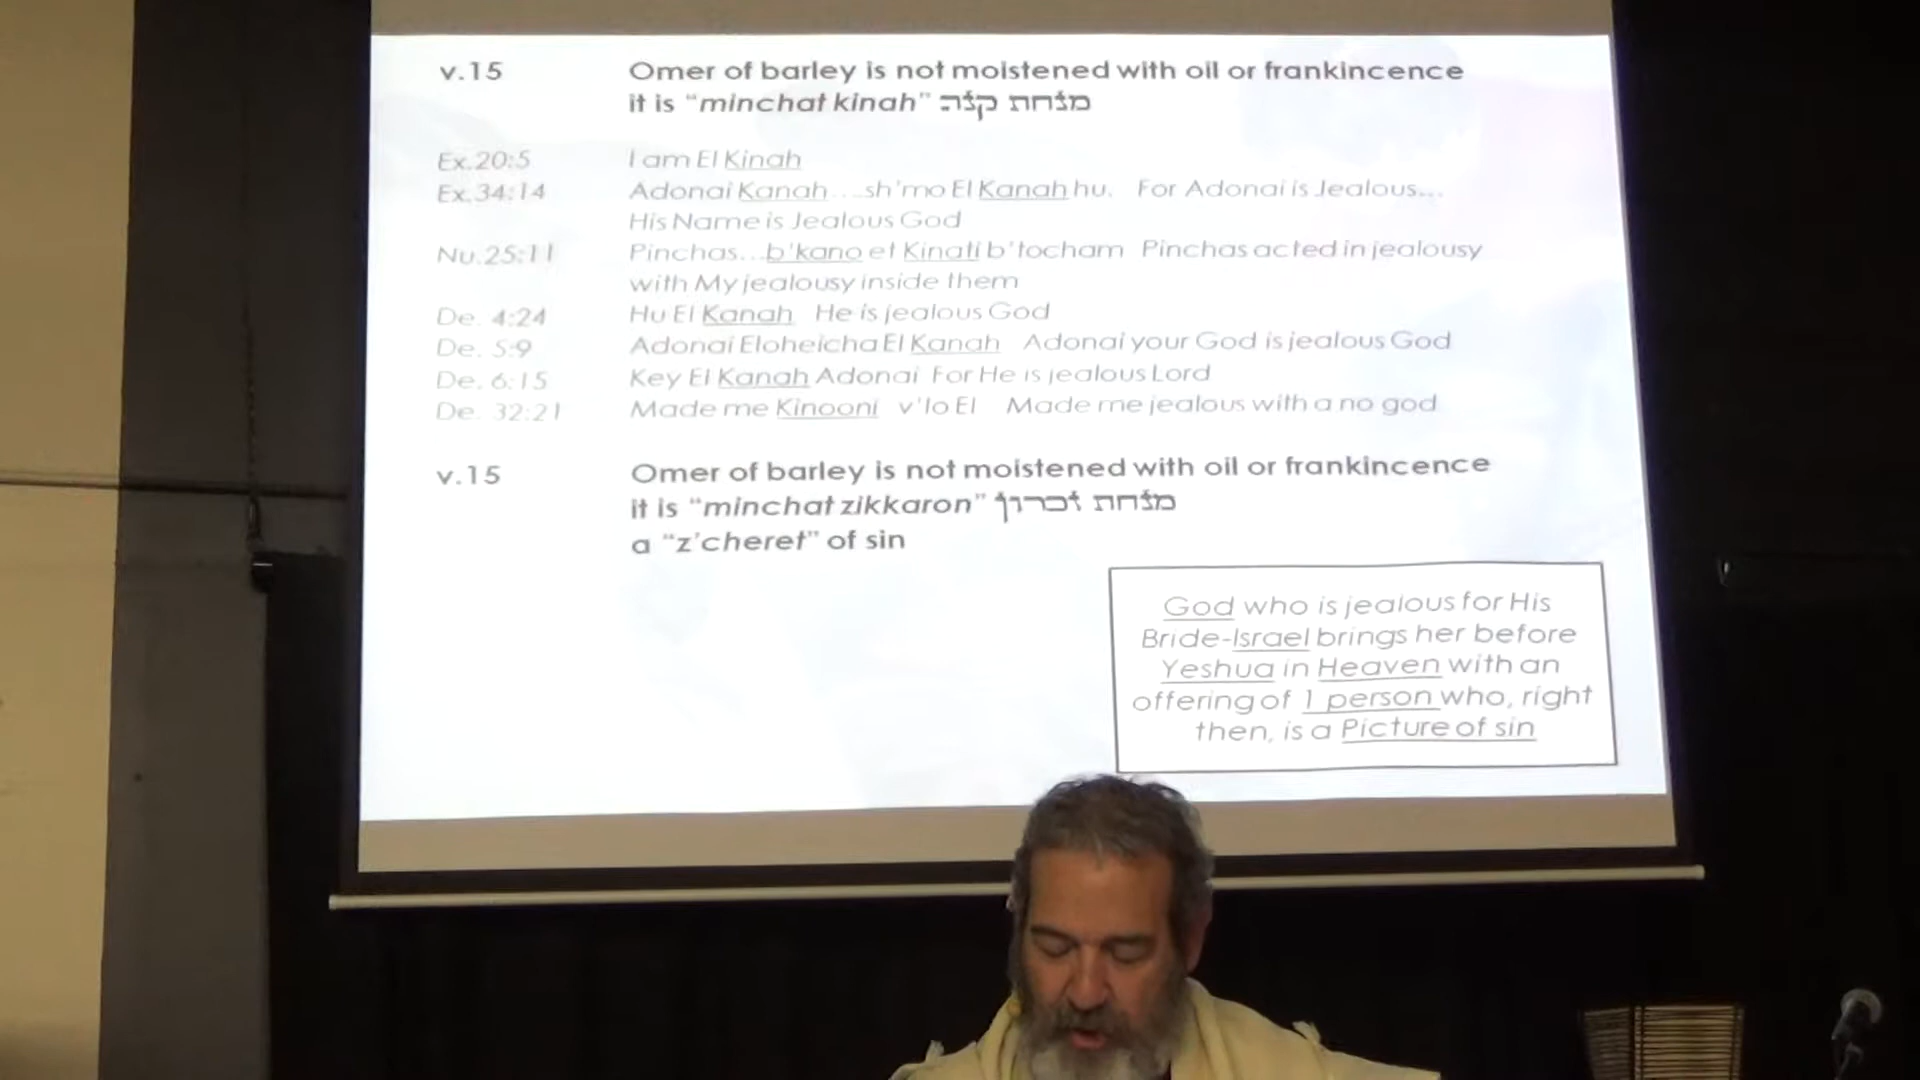 v.15 Omer of barley is not moistened with oil or frankincence
it is “minchat kinah” מנחת קנה
Ex.20:5 I am El Kinah
Ex.34:14 Adonai Kanah....sh'mo El Kanah hu. For Adonai is Jealous...
His Name is Jealous God
Nu.25:11 Pinchas...b'kano et Kinati b'tocham Pinchas acted in jealousy
with My jealousy inside them
De. 4:24 Hu El Kanah He is jealous God
De. 5:9 Adonai Eloheicha El Kanah Adonai your God is jealous God
De. 6:15 Key El Kanah Adonai For He is jealous Lord
De. 32:21 Made me Kinooni v'lo El Made me jealous with a no god
v.15 Omer of barley is not moistened with oil or frankincence
it is “minchat zikkaron” מנחת זכרון
a “z'cheret” of sin
God who is jealous for His
Bride-Israel brings her before
Yeshua in Heaven with an
offering of 1 person who, right
then, is a Picture of sin